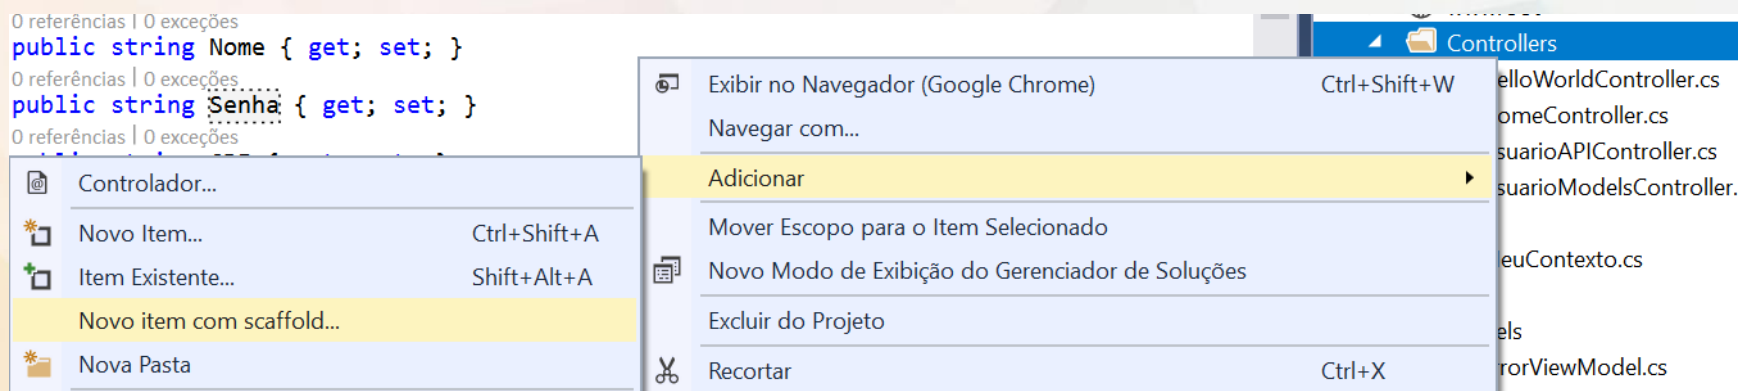 0 referências | 0 exceções
public string Nome { get; set; }
0 referências | 0 exceções
public string Senha { get; set; }
0 referências | 0 exceções
Controlador...
Novo Item... Ctrl+Shift+A
Item Existente... Shift+Alt+A
Novo item com scaffold...
Nova Pasta
Exibir no Navegador (Google Chrome) Ctrl+Shift+W
Navegar com...
Adicionar
Mover Escopo para o Item Selecionado
Novo Modo de Exibição do Gerenciador de Soluções
Excluir do Projeto
Recortar Ctrl+X
Controllers
elloWorldController.cs
omeController.cs
suarioAPIController.cs
suarioModelsController.
euContexto.cs
els
rorViewModel.cs